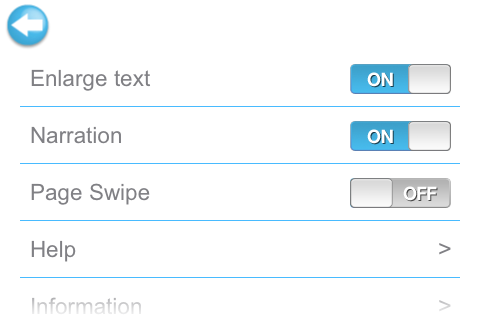 Enlarge text ON
Narration ON
Page Swipe OFF
Help >
Information >